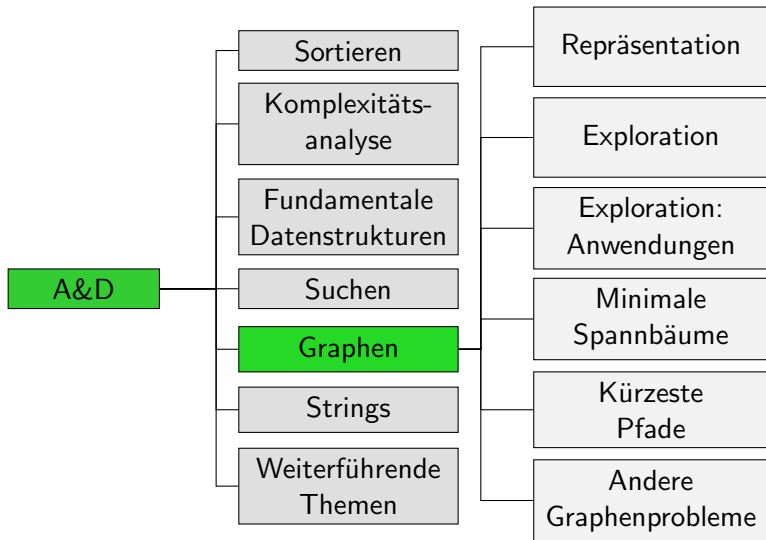 A&D
Sortieren
Komplexitäts-
analyse
Fundamentale
Datenstrukturen
Suchen
Graphen
Strings
Weiterführende
Themen
Repräsentation
Exploration
Exploration:
Anwendungen
Minimale
Spannbäume
Kürzeste
Pfade
Andere
Graphenprobleme